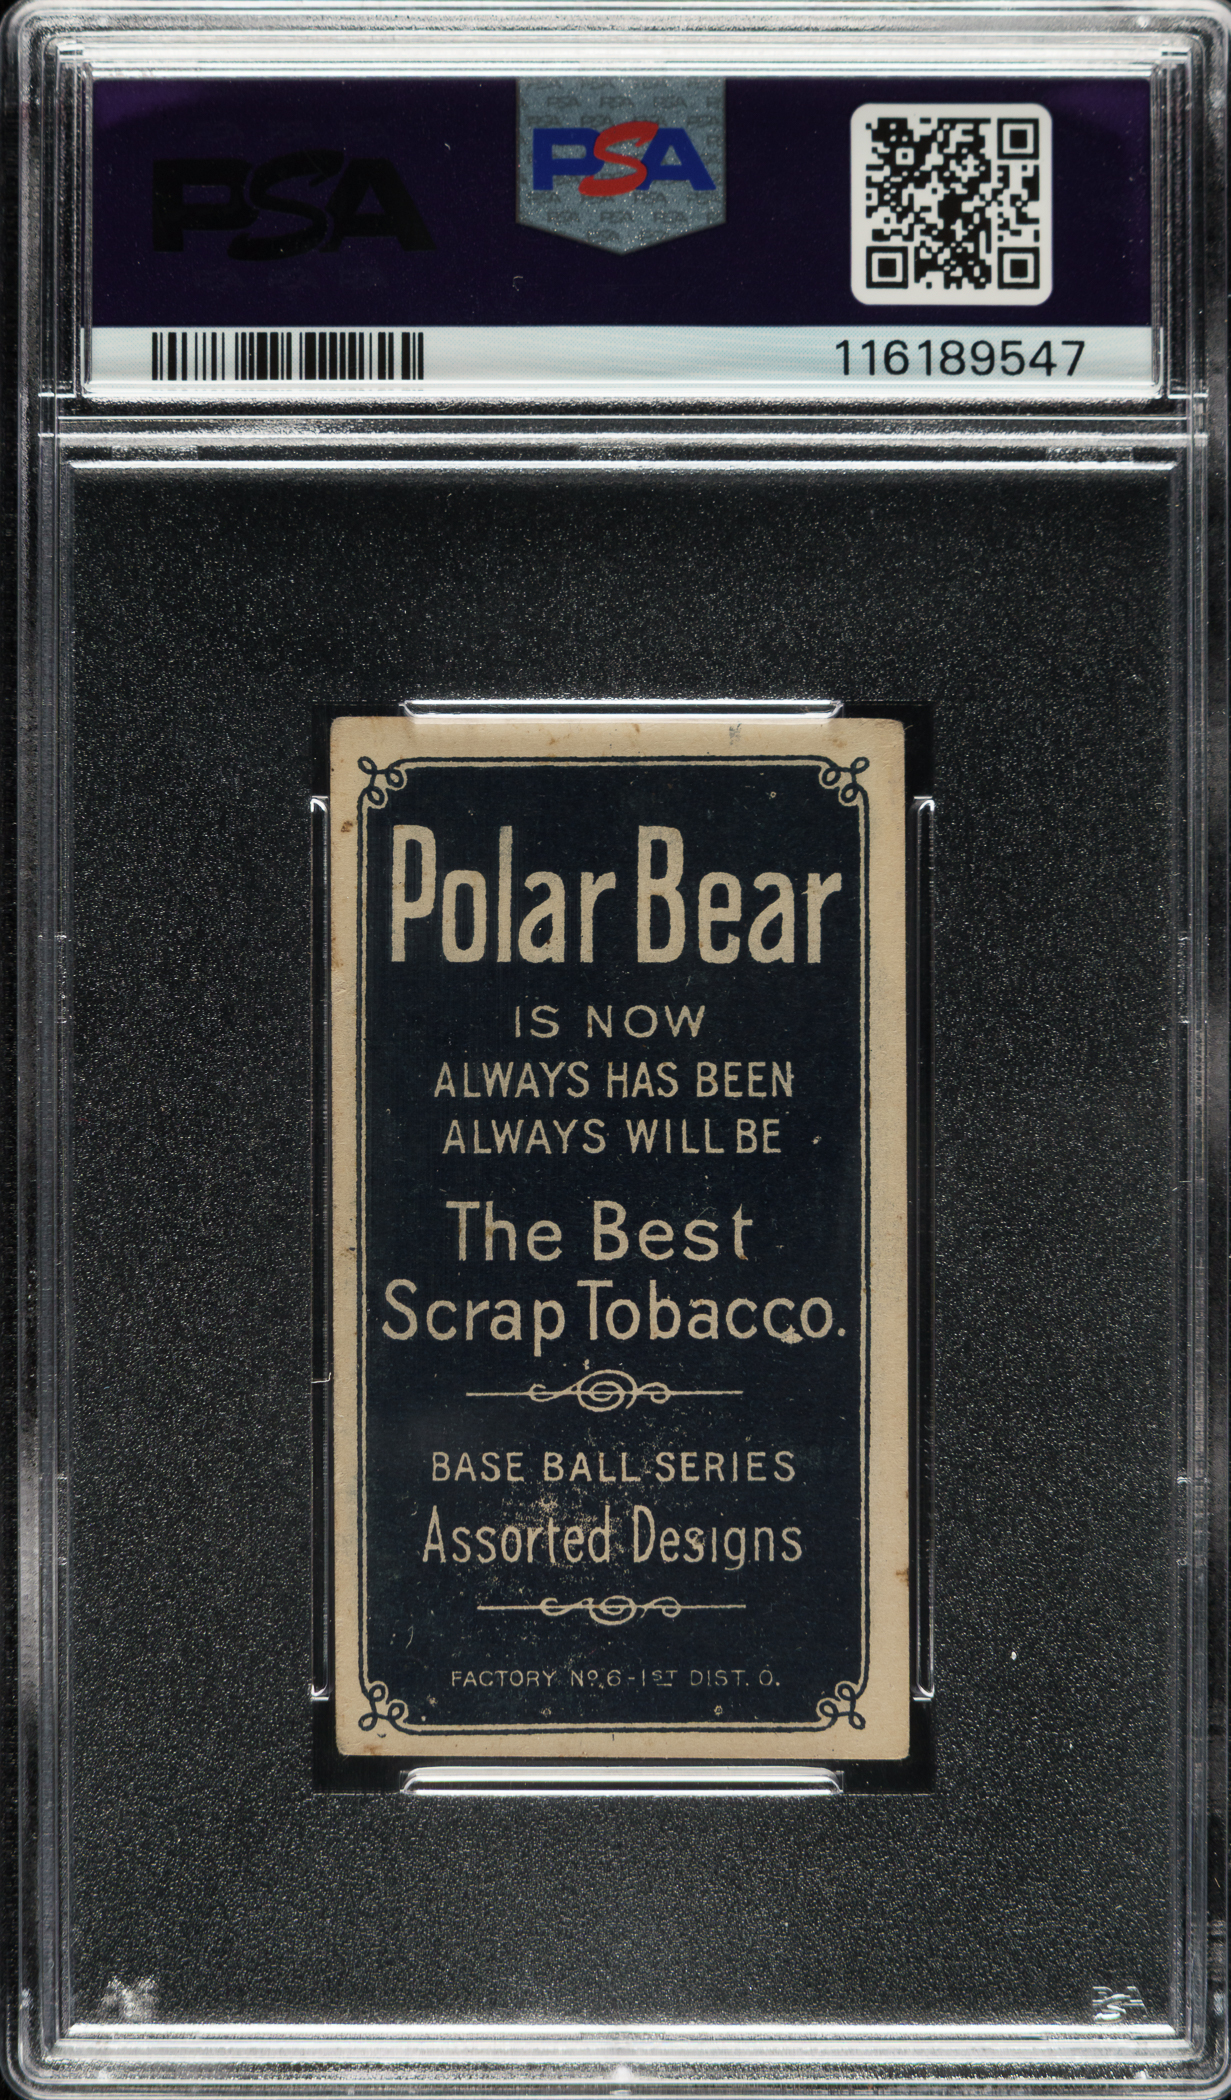 PSA
PSA
116189547
Polar Bear
IS NOW
ALWAYS HAS BEEN
ALWAYS WILL BE
The Best
Scrap Tobacco.
BASE BALL SERIES
Assorted Designs
FACTORY Nº 6-1ST DIST. O.
PSA